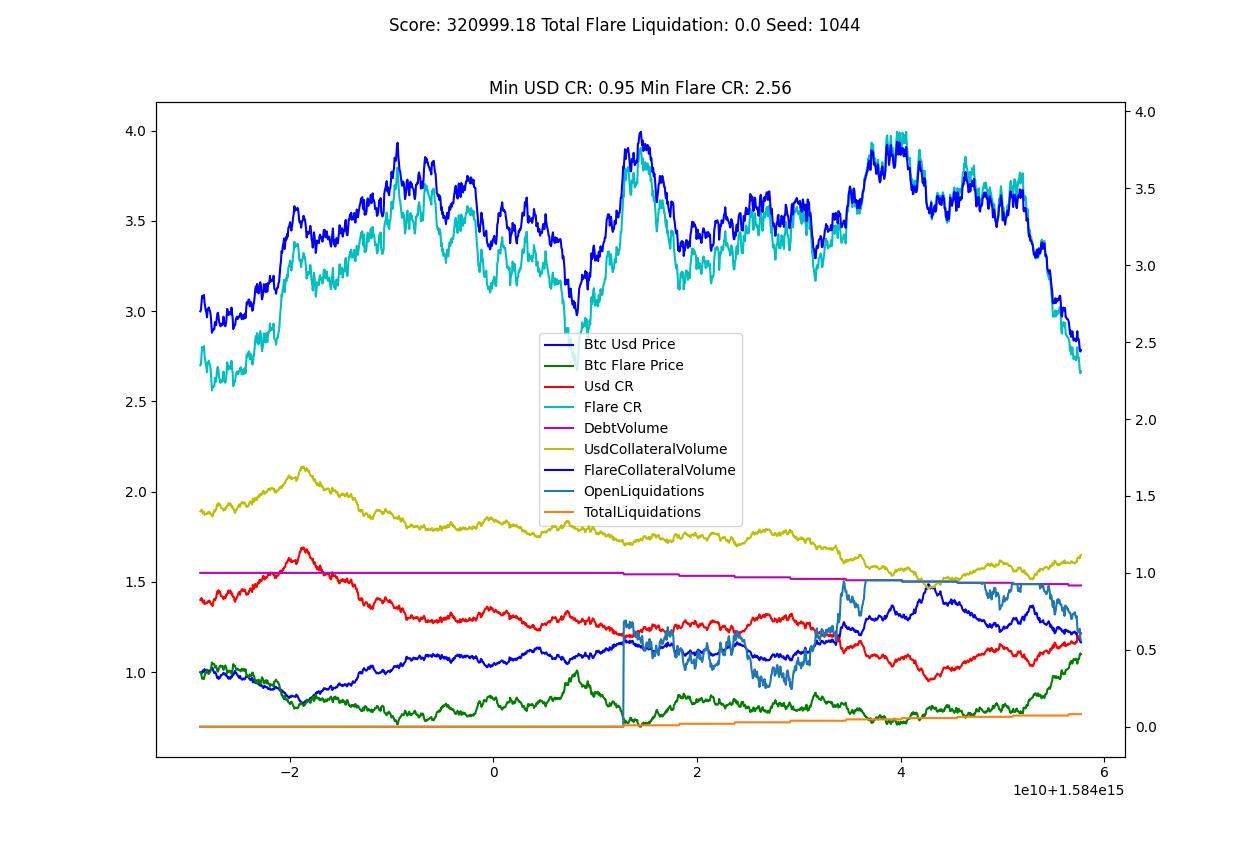 Score: 320999.18 Total Flare Liquidation: 0.0 Seed: 1044
Min USD CR: 0.95 Min Flare CR: 2.56
4.0
3.5
3.0
2.5
2.0
1.5
1.0
4.0
3.5
3.0
2.5
2.0
1.5
1.0
0.5
0.0
Btc Usd Price
Btc Flare Price
Usd CR
Flare CR
DebtVolume
UsdCollateralVolume
FlareCollateralVolume
OpenLiquidations
TotalLiquidations
−2 0 2 4 6
1e10+1.584e15